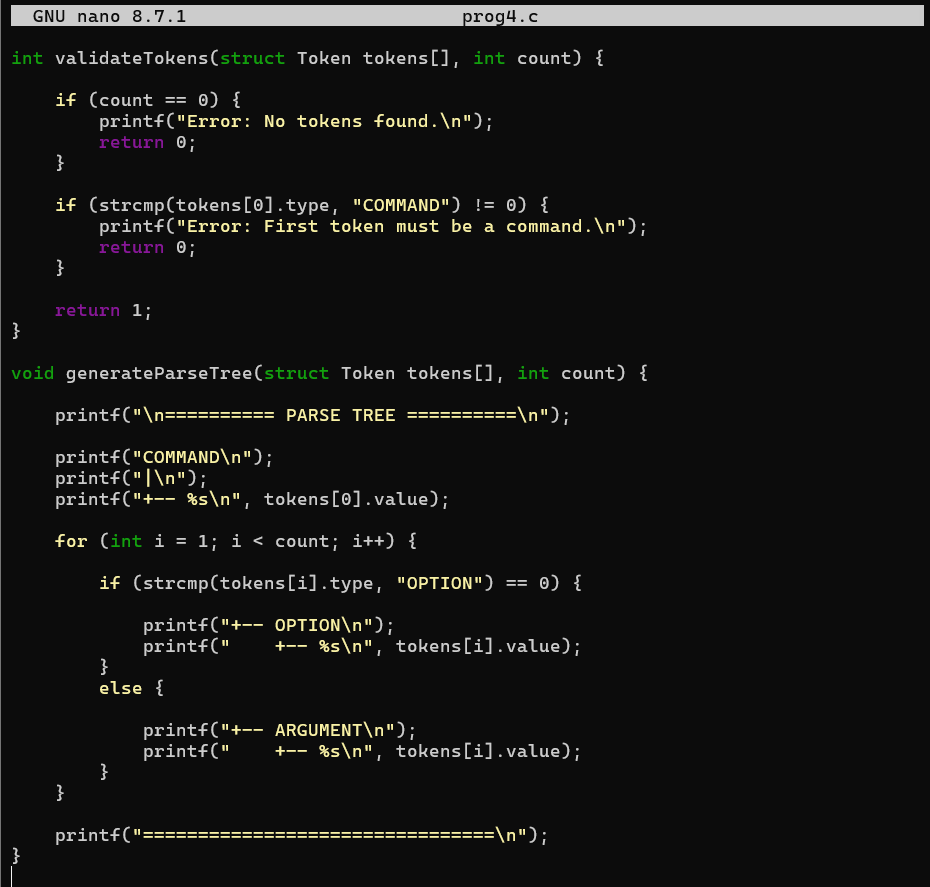 GNU nano 8.7.1                         prog4.c

int validateTokens(struct Token tokens[], int count) {

    if (count == 0) {
        printf("Error: No tokens found.\n");
        return 0;
    }

    if (strcmp(tokens[0].type, "COMMAND") != 0) {
        printf("Error: First token must be a command.\n");
        return 0;
    }

    return 1;
}

void generateParseTree(struct Token tokens[], int count) {

    printf("\n========== PARSE TREE ==========\n");

    printf("COMMAND\n");
    printf("|\n");
    printf("+-- %s\n", tokens[0].value);

    for (int i = 1; i < count; i++) {

        if (strcmp(tokens[i].type, "OPTION") == 0) {

            printf("+-- OPTION\n");
            printf("    +-- %s\n", tokens[i].value);
        }
        else {

            printf("+-- ARGUMENT\n");
            printf("    +-- %s\n", tokens[i].value);
        }
    }

    printf("================================\n");
}